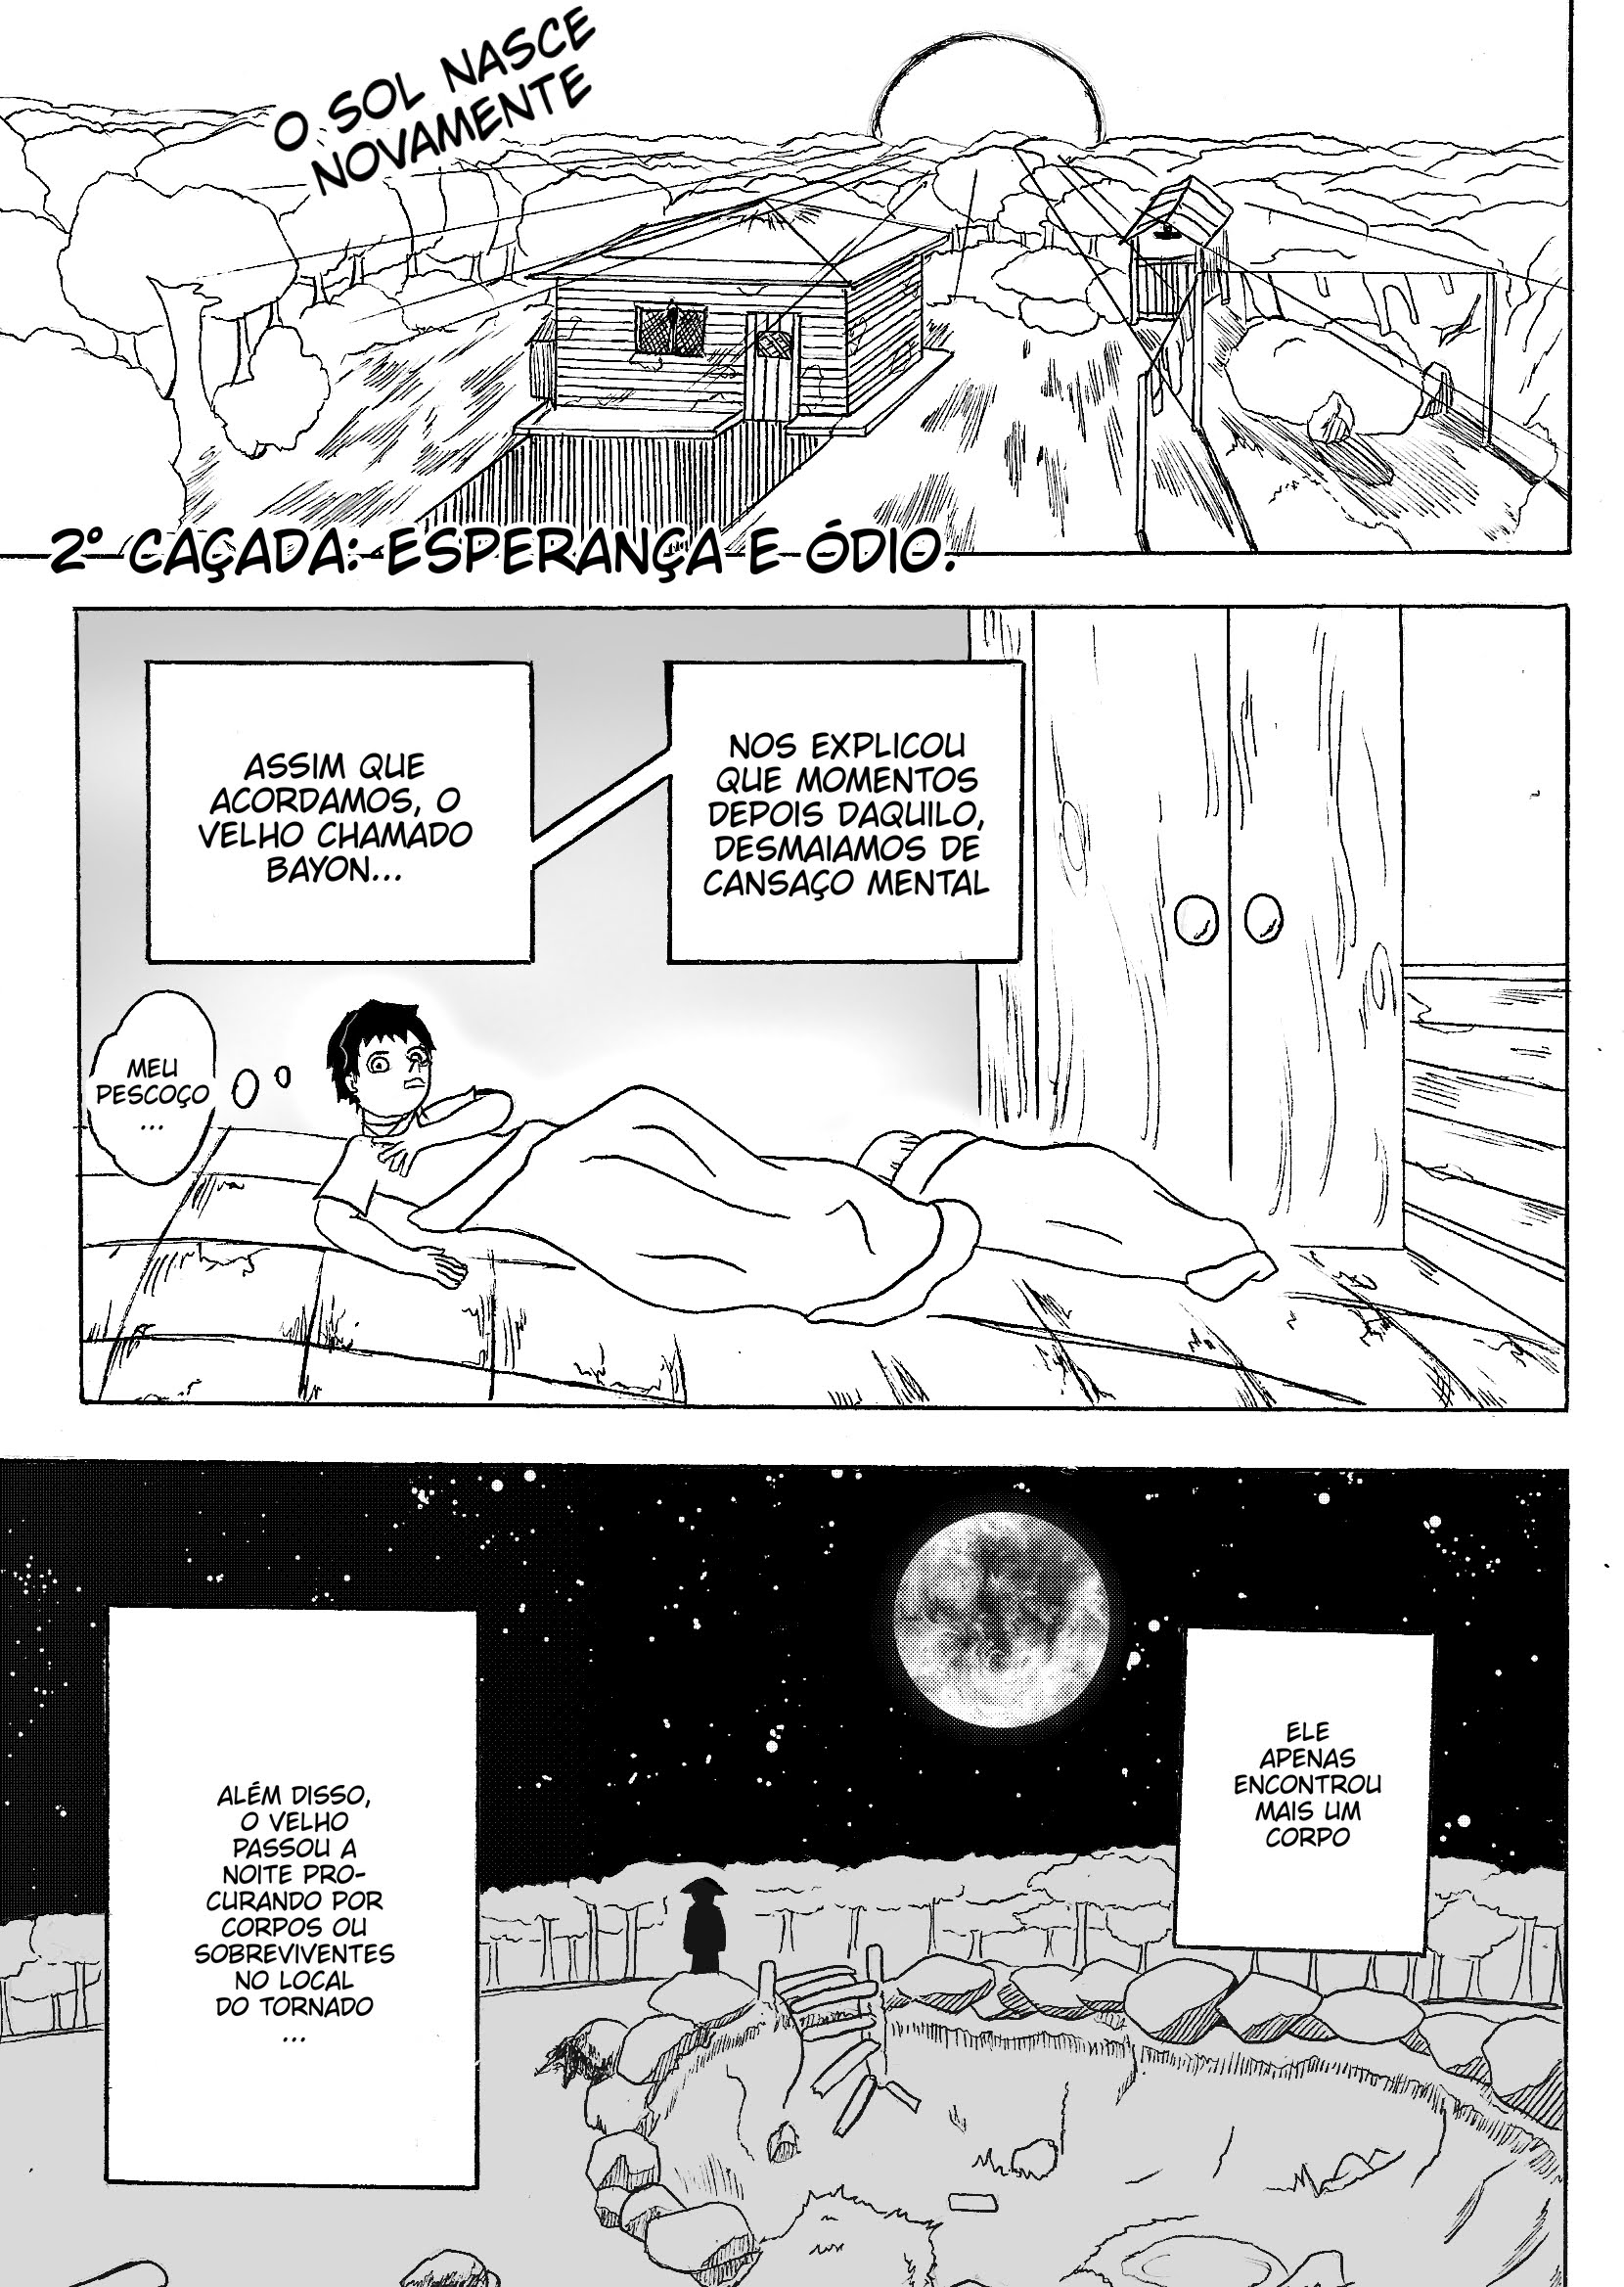 O SOL NASCE
NOVAMENTE
2° CAÇADA: ESPERANÇA E ÓDIO.
ASSIM QUE
ACORDAMOS, O
VELHO CHAMADO
BAYON...
NOS EXPLICOU
QUE MOMENTOS
DEPOIS DAQUILO,
DESMAIAMOS DE
CANSAÇO MENTAL
MEU
PESCOÇO
...
ALÉM DISSO,
O VELHO
PASSOU A
NOITE PRO-
CURANDO POR
CORPOS OU
SOBREVIVENTES
NO LOCAL
DO TORNADO
...
ELE
APENAS
ENCONTROU
MAIS UM
CORPO